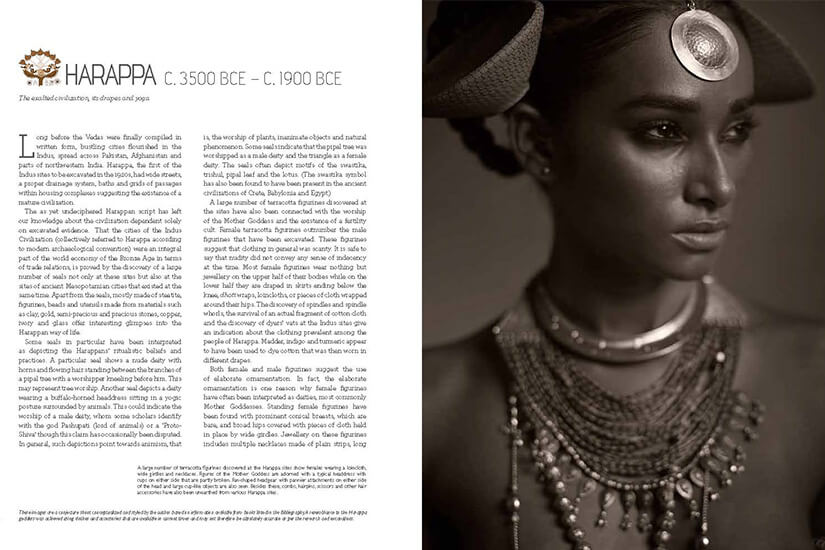 HARAPPA C. 3500 BCE – C. 1900 BCE
The exalted civilization, its drapes and yoga
Long before the Vedas were finally compiled in
written form, bustling cities flourished in the
Indus, spread across Pakistan, Afghanistan and
parts of northwestern India. Harappa, the first of the
Indus sites to be excavated in the 1920s, had wide streets,
a proper drainage system, baths and grids of passages
within housing complexes suggesting the existence of a
mature civilization.
The as yet undeciphered Harappan script has left
our knowledge about the civilization dependent solely
on excavated evidence. That the cities of the Indus
Civilization (collectively referred to Harappa according
to modern archaeological convention) were an integral
part of the world economy of the Bronze Age in terms
of trade relations, is proved by the discovery of a large
number of seals not only at these sites but also at the
sites of ancient Mesopotamian cities that existed at the
same time. Apart from the seals, mostly made of steatite,
figurines, beads and utensils made from materials such
as clay, gold, semi-precious and precious stones, copper,
ivory and glass offer interesting glimpses into the
Harappan way of life.
Some seals in particular have been interpreted
as depicting the Harappans' ritualistic beliefs and
practices. A particular seal shows a nude deity with
horns and flowing hair standing between the branches of
a pipal tree with a worshipper kneeling before him. This
may represent tree worship. Another seal depicts a deity
wearing a buffalo-horned headdress sitting in a yogic
posture surrounded by animals. This could indicate the
worship of a male deity, whom some scholars identify
with the god Pashupati (lord of animals) or a 'Proto-
Shiva' though this claim has occasionally been disputed.
In general, such depictions point towards animism, that
is, the worship of plants, inanimate objects and natural
phenomenon. Some seals indicate that the pipal tree was
worshipped as a male deity and the triangle as a female
deity. The seals often depict motifs of the swastika,
trishul, pipal leaf and the lotus. (The swastika symbol
has also been found to have been present in the ancient
civilizations of Crete, Babylonia and Egypt)
A large number of terracotta figurines discovered at
the sites have also been connected with the worship
of the Mother Goddess and the existence of a fertility
cult. Female terracotta figurines outnumber the male
figurines that have been excavated. These figurines
suggest that clothing in general was scanty. It is safe to
say that nudity did not convey any sense of indecency
at the time. Most female figurines wear nothing but
jewellery on the upper half of their bodies while on the
lower half they are draped in skirts ending below the
knee, dhoti wraps, loincloth, or pieces of cloth wrapped
around their hips. The discovery of spindles and spindle
whorls, the survival of an actual fragment of cotton cloth
and the discovery of dyers' vats at the Indus sites give
an indication about the clothing prevalent among the
people of Harappa. Madder, indigo and turmeric appear
to have been used to dye cotton that was then worn in
different drapes.
Both female and male figurines suggest the use
of elaborate ornamentation. In fact, the elaborate
ornamentation is one reason why female figurines
have often been interpreted as deities, most commonly
Mother Goddesses. Standing female figurines have
been found with prominent conical breasts, which are
bare, and broad hips covered with pieces of cloth held
in place by wide girdles. Jewellery on these figurines
includes multiple necklaces made of plain strips, long
A large number of terracotta figurines discovered at the Harappa sites show females wearing a loincloth,
wide girdles and necklaces. Figures of the Mother Goddess are adorned with a typical headdress with
cups on either side that are partly broken. Fan-shaped headgear with pannier attachments on either side
of the head and large cup-like objects are also seen. Besides these, combs, hairpins, scissors and other hair
accessories have also been unearthed from various Harappa sites.